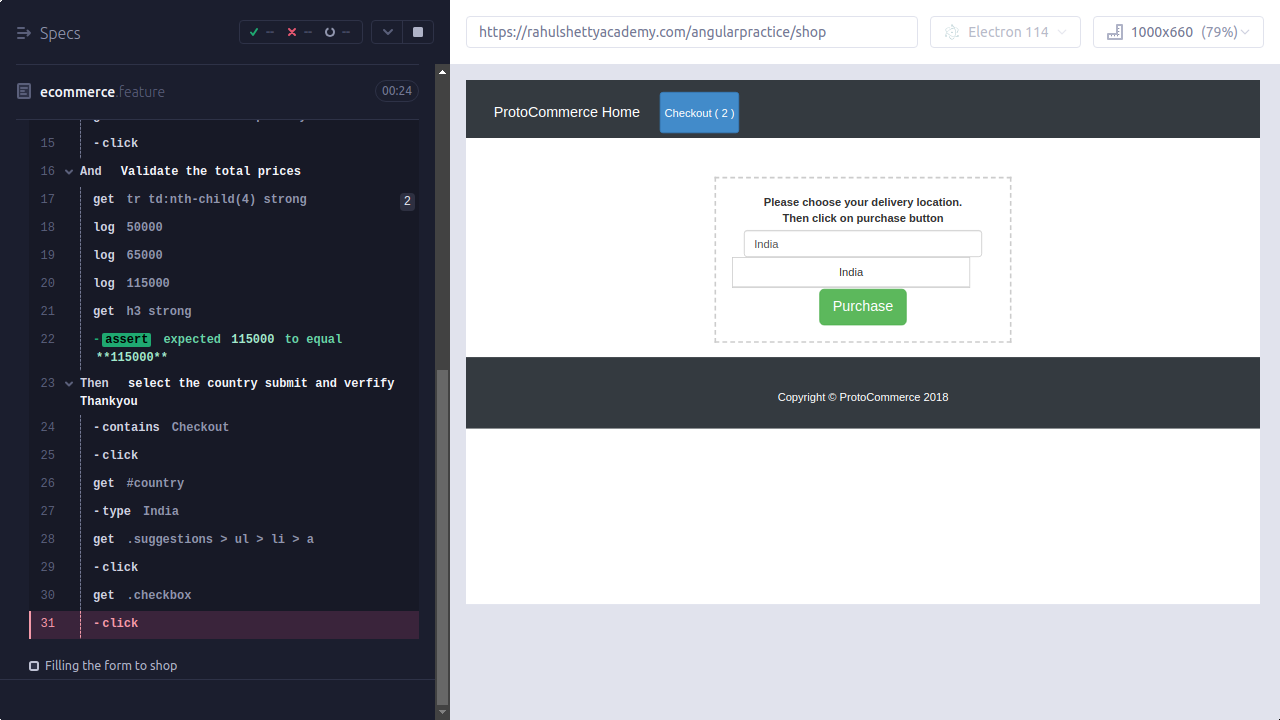 Specs
-- -- --
ecommerce.feature
00:24
15 -click
16 And Validate the total prices
17 get tr td:nth-child(4) strong 2
18 log 50000
19 log 65000
20 log 115000
21 get h3 strong
22 -assert expected 115000 to equal
**115000**
23 Then select the country submit and verfify
Thankyou
24 -contains Checkout
25 -click
26 get #country
27 -type India
28 get .suggestions > ul > li > a
29 -click
30 get .checkbox
31 -click
Filling the form to shop
https://rahulshettyacademy.com/angularpractice/shop
Electron 114
1000x660 (79%)
ProtoCommerce Home
Checkout ( 2 )
Please choose your delivery location.
Then click on purchase button
India
India
Purchase
Copyright © ProtoCommerce 2018